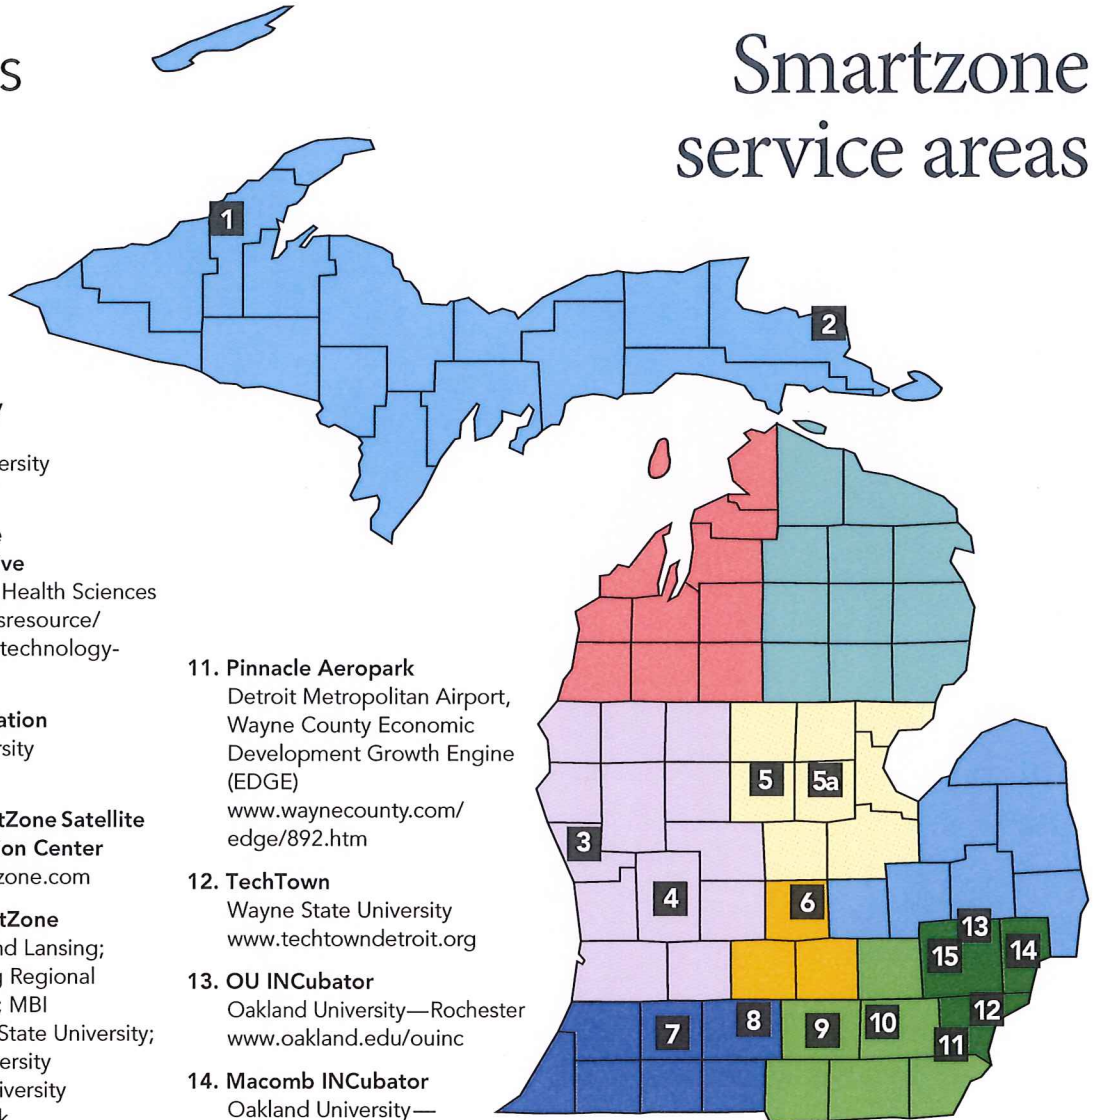 s
Smartzone
service areas
1
2
ersity
ve
Health Sciences
sresource/
technology-
ation
rsity
tZone Satellite
on Center
zone.com
tZone
nd Lansing;
g Regional
; MBI
State University;
ersity
iversity
k
11. Pinnacle Aeropark
Detroit Metropolitan Airport,
Wayne County Economic
Development Growth Engine
(EDGE)
www.waynecounty.com/
edge/892.htm
12. TechTown
Wayne State University
www.techtowndetroit.org
13. OU INCubator
Oakland University—Rochester
www.oakland.edu/ouinc
14. Macomb INCubator
Oakland University—
5
5a
3
4
6
13
15
14
12
7
8
9
10
11